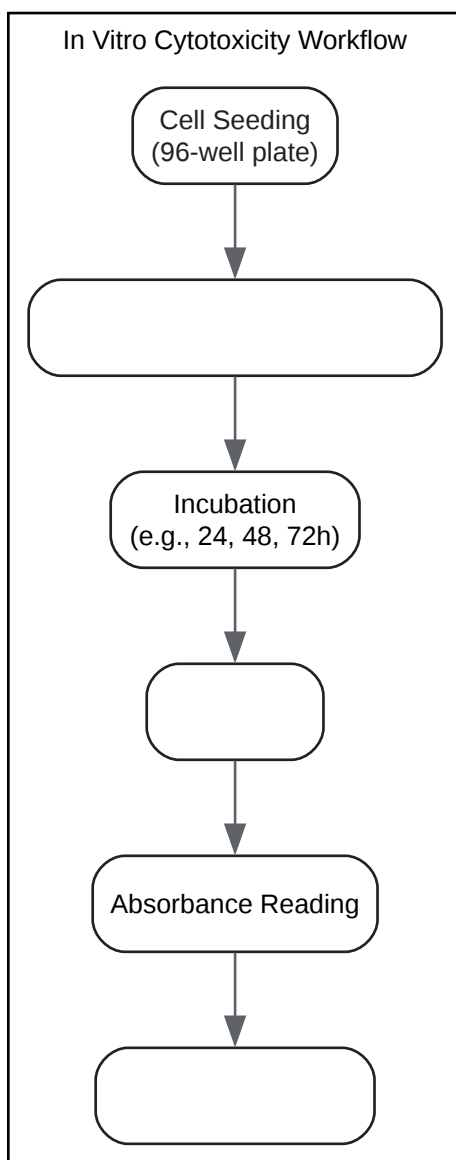 In Vitro Cytotoxicity Workflow
Cell Seeding
(96-well plate)
Incubation
(e.g., 24, 48, 72h)
Absorbance Reading